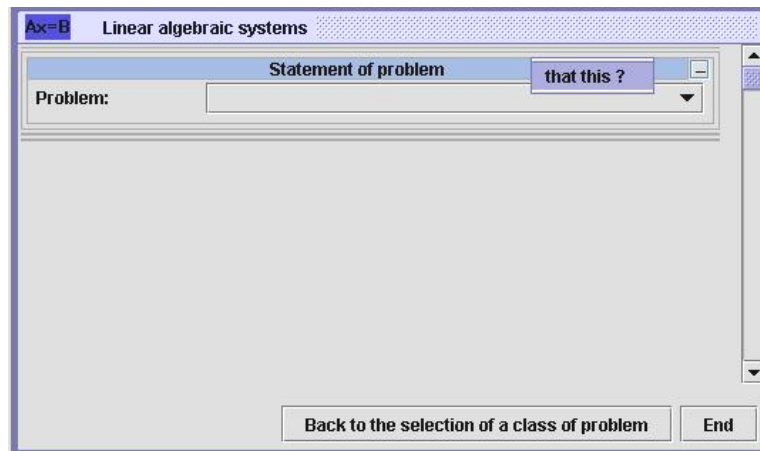 Ax=B Linear algebraic systems
Statement of problem
that this ?
Problem:
Back to the selection of a class of problem
End